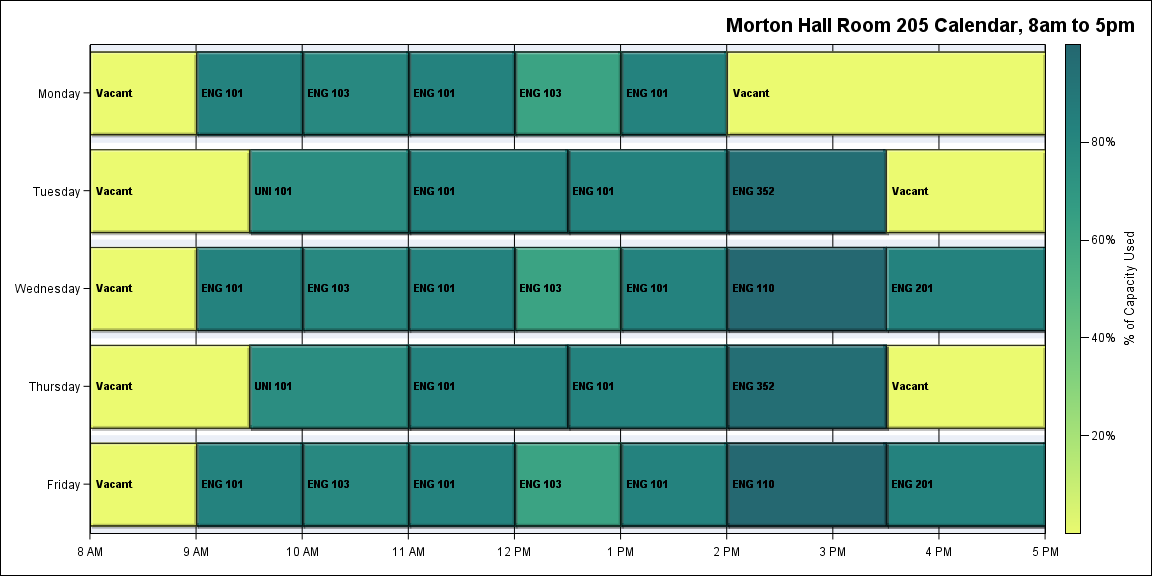 Morton Hall Room 205 Calendar, 8am to 5pm
Monday Vacant ENG 101 ENG 103 ENG 101 ENG 103 ENG 101 Vacant
80%
Tuesday Vacant UNI 101 ENG 101 ENG 101 ENG 352 Vacant
60%
Wednesday Vacant ENG 101 ENG 103 ENG 101 ENG 103 ENG 101 ENG 110 ENG 201
% of Capacity Used
40%
Thursday Vacant UNI 101 ENG 101 ENG 101 ENG 352 Vacant
20%
Friday Vacant ENG 101 ENG 103 ENG 101 ENG 103 ENG 101 ENG 110 ENG 201
8 AM 9 AM 10 AM 11 AM 12 PM 1 PM 2 PM 3 PM 4 PM 5 PM